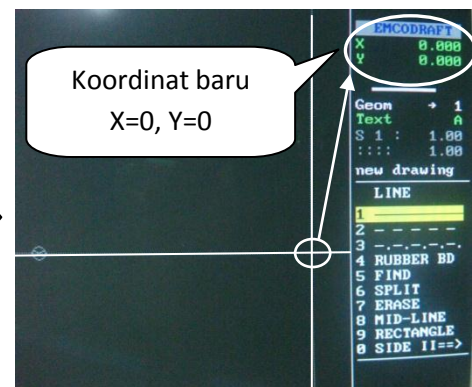 Koordinat baru
X=0, Y=0
EMCODRAFT
X 0.000
Y 0.000
Geom → 1
Text A
S 1 : 1.00
:::: 1.00
new drawing
LINE
1 ————
2 - - - - -
3 -.-.-.-.-.
4 RUBBER BD
5 FIND
6 SPLIT
7 ERASE
8 MID-LINE
9 RECTANGLE
0 SIDE II==>